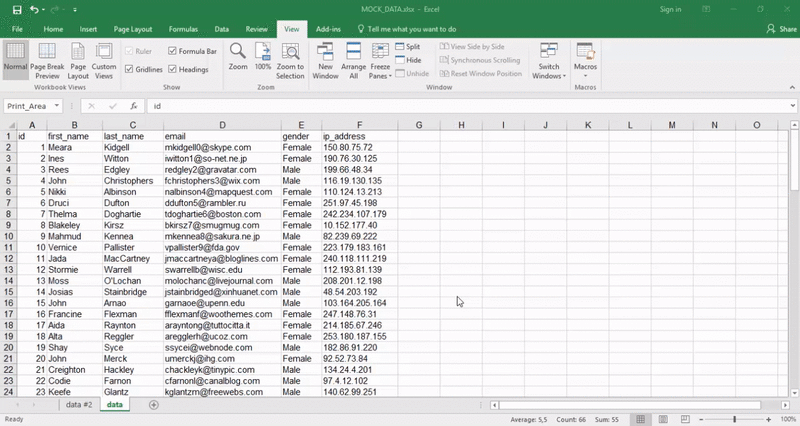 MOCK_DATA.xlsx – Excel
Sign in
File Home Insert Page Layout Formulas Data Review View Add-ins Tell me what you want to do Share
Normal Page Break Preview Page Layout Custom Views
Workbook Views
Ruler Formula Bar
Gridlines Headings
Show
Zoom 100% Zoom to Selection
Zoom
New Window Arrange All Freeze Panes
Split
Hide
Unhide
View Side by Side
Synchronous Scrolling
Reset Window Position
Window
Switch Windows
Macros
Macros
Print_Area fx id
A B C D E F G H I J K L M N O
1 id first_name last_name email gender ip_address
2 1 Meara Kidgell mkidgell0@skype.com Female 150.80.75.72
3 2 Ines Witton iwitton1@so-net.ne.jp Female 190.76.30.125
4 3 Rees Edgley redgley2@gravatar.com Male 199.66.48.34
5 4 John Christophers fchristophers3@wix.com Male 116.19.130.135
6 5 Nikki Albinson nalbinson4@mapquest.com Female 110.124.13.213
7 6 Druci Dufton ddufton5@rambler.ru Female 251.97.45.198
8 7 Thelma Doghartie tdoghartie6@boston.com Female 242.234.107.179
9 8 Blakeley Kirsz bkirsz7@smugmug.com Female 10.152.177.40
10 9 Mahmud Kennea mkennea8@sakura.ne.jp Male 82.239.69.222
11 10 Vernice Pallister vpallister9@fda.gov Female 223.179.183.161
12 11 Jada MacCartney jmaccartneya@bloglines.com Female 240.118.111.219
13 12 Stormie Warrell swarrellb@wisc.edu Female 112.193.81.139
14 13 Moss O'Lochan molochanc@livejournal.com Male 208.201.12.198
15 14 Josias Stainbridge jstainbridged@xinhuanet.com Male 48.54.203.192
16 15 John Arnao garnaoe@upenn.edu Male 103.164.205.164
17 16 Francine Flexman fflexmanf@woothemes.com Female 247.148.76.31
18 17 Aida Raynton arayntong@tuttocitta.it Female 214.185.67.246
19 18 Alta Reggler aregglerh@ucoz.com Female 253.180.187.155
20 19 Shay Syce ssycei@webnode.com Male 182.86.91.220
21 20 John Merck umerckj@ihg.com Female 92.52.73.84
22 21 Creighton Hackley chackleyk@tinypic.com Male 134.24.4.201
23 22 Codie Farnon cfarnonl@canalblog.com Male 97.4.12.102
24 23 Keefe Glantz kglantzm@freewebs.com Male 140.62.99.251
data #2 data
Ready Average: 5,5 Count: 66 Sum: 55 100%